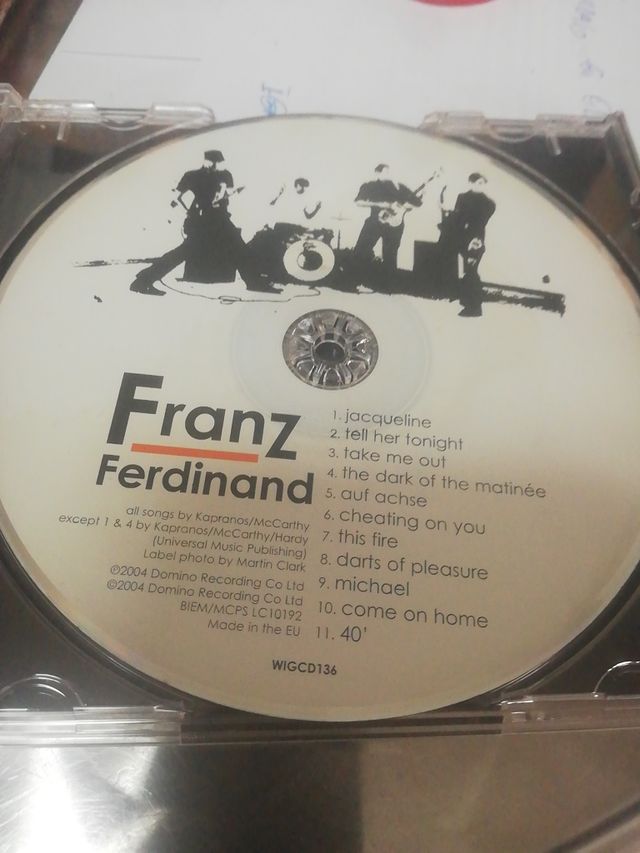 Franz
Ferdinand
all songs by Kapranos/McCarthy
except 1 & 4 by Kapranos/McCarthy/Hardy
(Universal Music Publishing)
Label photo by Martin Clark
℗2004 Domino Recording Co Ltd
©2004 Domino Recording Co Ltd
BIEM/MCPS LC10192
Made in the EU
1. jacqueline
2. tell her tonight
3. take me out
4. the dark of the matinée
5. auf achse
6. cheating on you
7. this fire
8. darts of pleasure
9. michael
10. come on home
11. 40'
WIGCD136